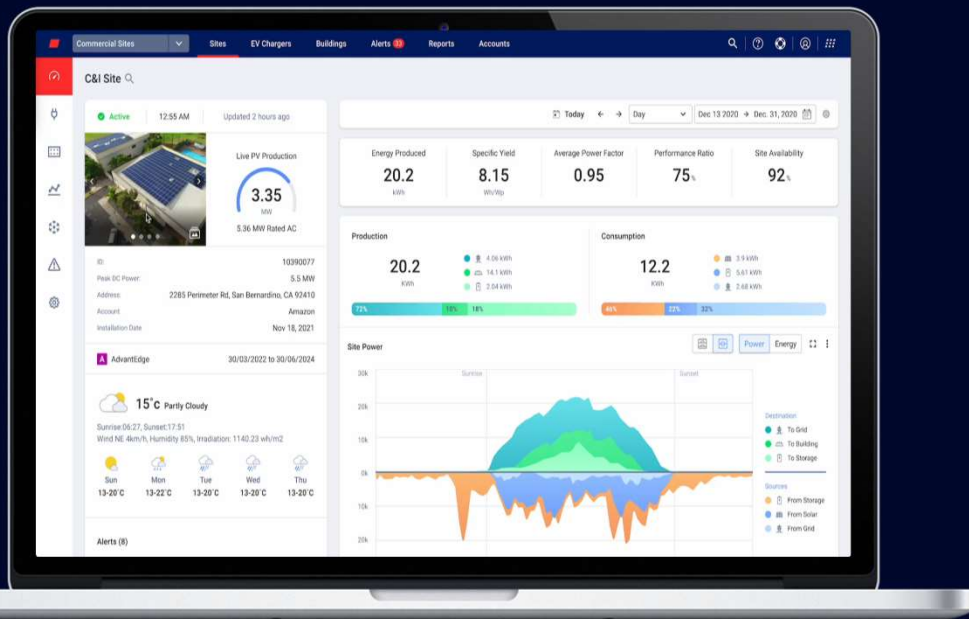 Commercial Sites Sites EV Chargers Buildings Alerts 33 Reports Accounts
C&I Site
Active 12:55 AM Updated 2 hours ago
Today Day Dec 13 2020 → Dec. 31, 2020
Live PV Production
3.35
MW
5.36 MW Rated AC
Energy Produced Specific Yield Average Power Factor Performance Ratio Site Availability
20.2 8.15 0.95 75% 92%
kWh Wh/Wp
ID: 10390077
Peak DC Power: 5.5 MW
Address: 2285 Perimeter Rd, San Bernardino, CA 92410
Account Amazon
Installation Date Nov 18, 2021
Production
20.2
KWh
4.06 kWh
14.1 kWh
2.04 kWh
72% 10% 18%
Consumption
12.2
KWh
3.9 kWh
5.61 kWh
2.68 kWh
46% 22% 32%
A AdvantEdge 30/03/2022 to 30/06/2024
15°c Partly Cloudy
Sunrise:06:27, Sunset:17:51
Wind NE 4km/h, Humidity 85%, Irradiation: 1140.23 wh/m2
Sun Mon Tue Wed Thu
13-20°C 13-22°C 13-20°C 13-20°C 13-20°C
Alerts (8)
Site Power Power Energy
30k
20k
10k
0k
10k
20k
Sunrise Sunset
Destination
To Grid
To Building
To Storage
Sources
From Storage
From Solar
From Grid